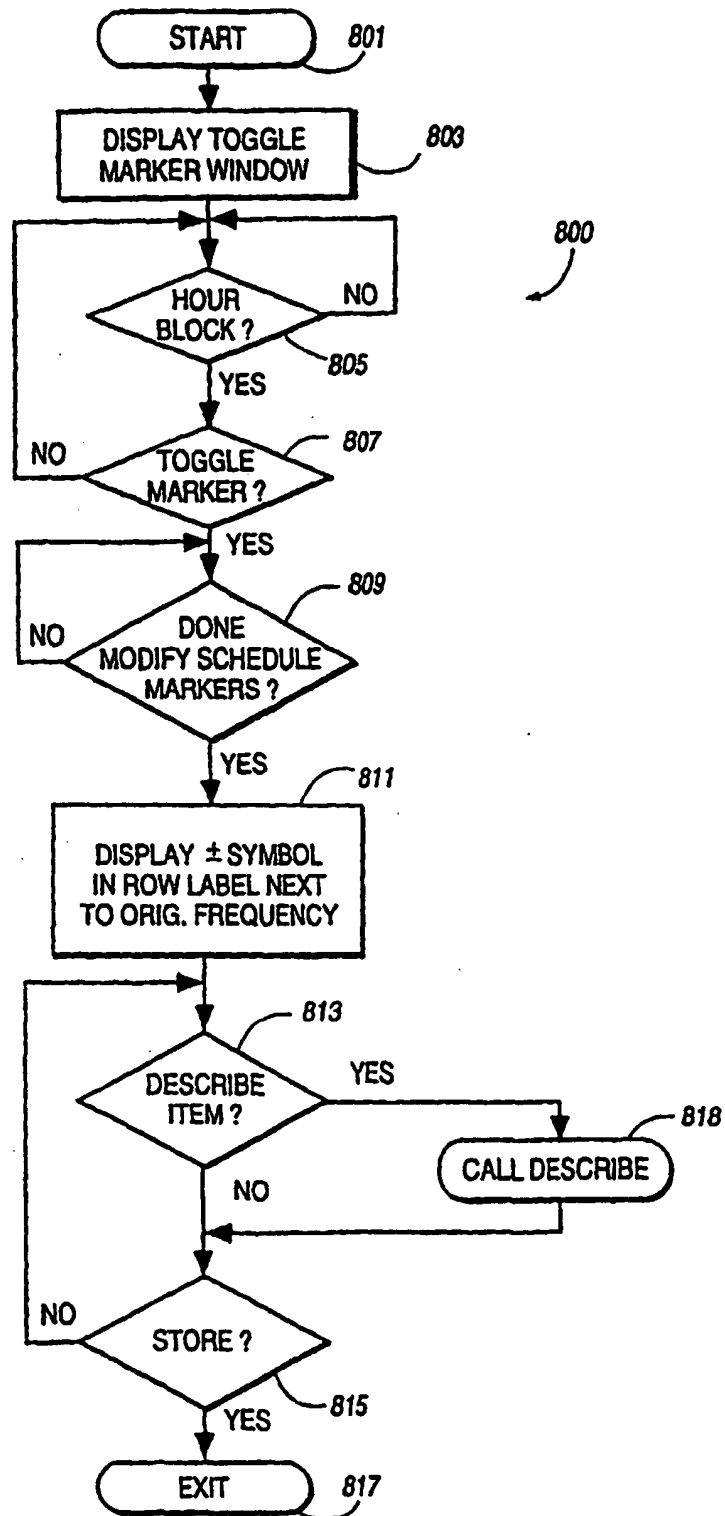 START
801
DISPLAY TOGGLE
MARKER WINDOW
803
800
HOUR
BLOCK ?
NO
805
YES
807
NO
TOGGLE
MARKER ?
YES
809
NO
DONE
MODIFY SCHEDULE
MARKERS ?
YES
811
DISPLAY ± SYMBOL
IN ROW LABEL NEXT
TO ORIG. FREQUENCY
813
DESCRIBE
ITEM ?
YES
818
CALL DESCRIBE
NO
NO
STORE ?
815
YES
EXIT
817